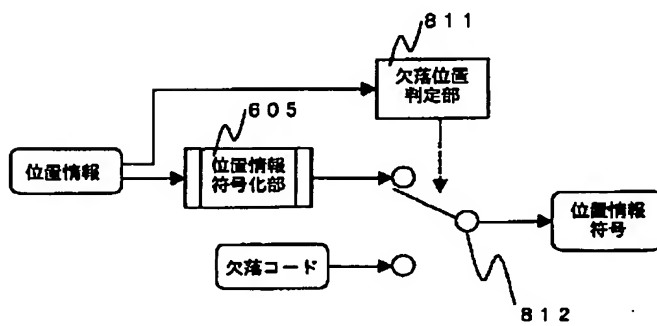 ８１１
欠落位置
判定部
６０５
位置情報
位置情報
符号化部
位置情報
符号
欠落コード
８１２